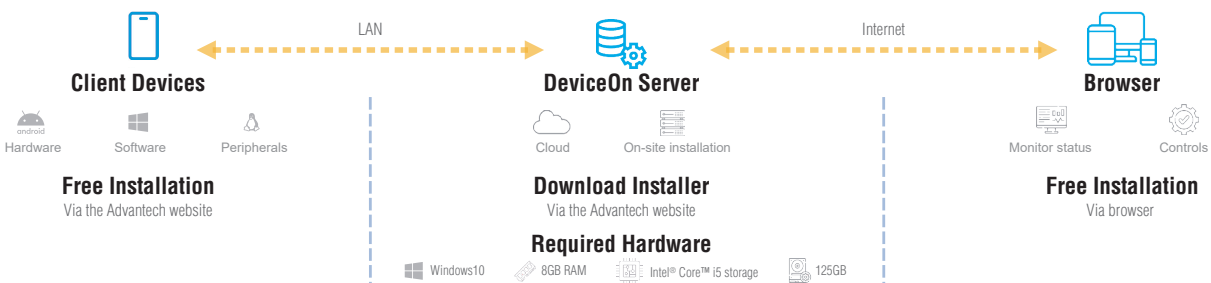 LAN
Internet
Client Devices
DeviceOn Server
Browser
android
Hardware
Software
Peripherals
Cloud
On-site installation
Monitor status
Controls
Free Installation
Via the Advantech website
Download Installer
Via the Advantech website
Free Installation
Via browser
Required Hardware
Windows10
8GB RAM
Intel® Core™ i5 storage
125GB